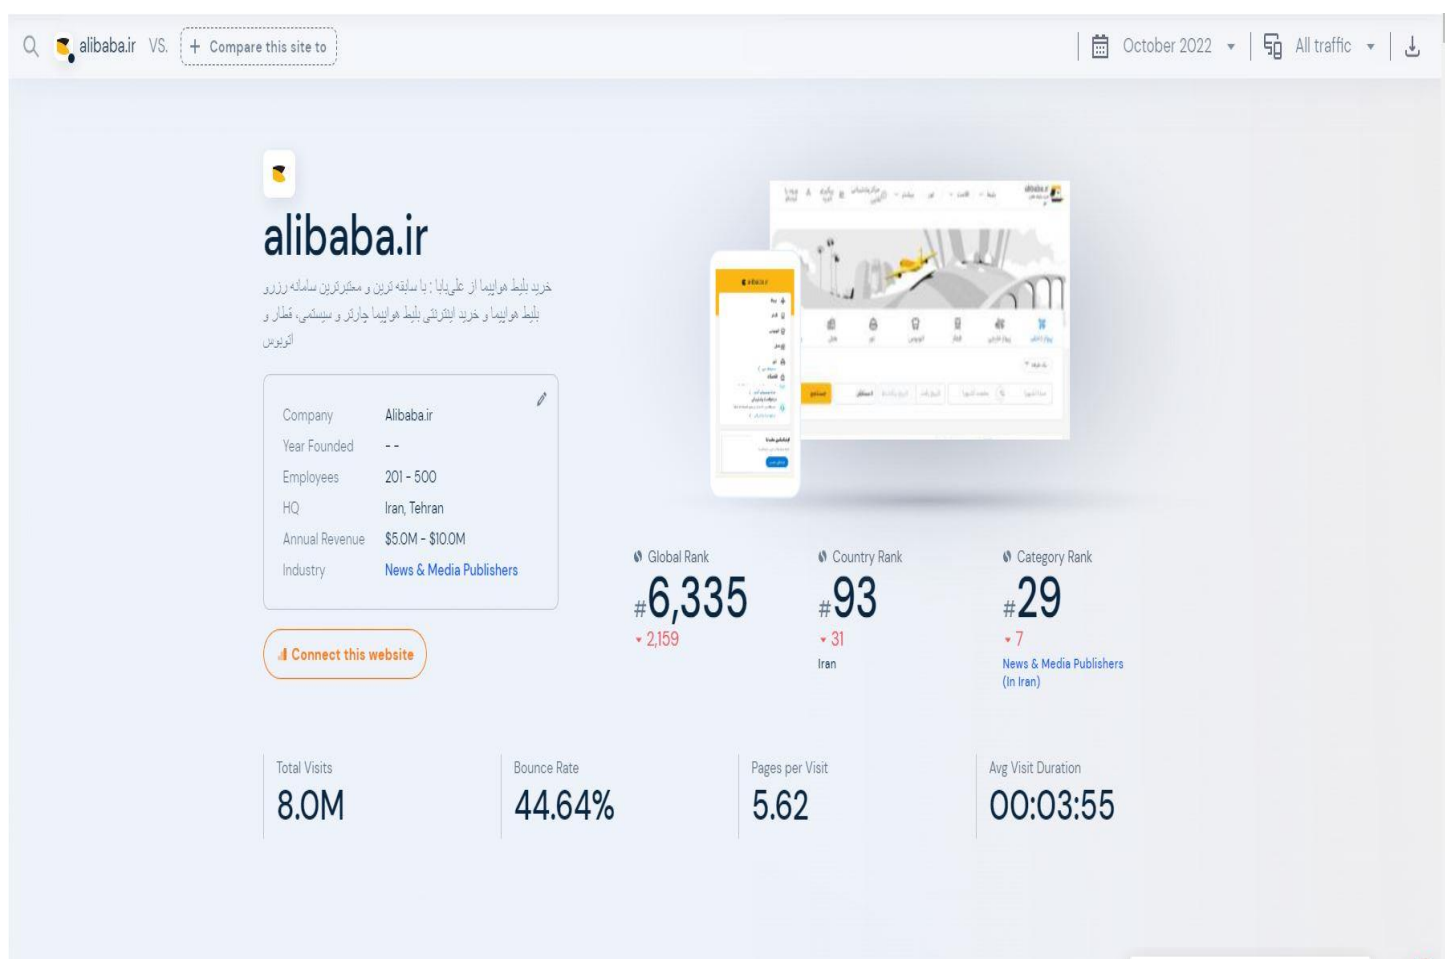 alibaba.ir VS. + Compare this site to
October 2022 All traffic
alibaba.ir
خرید بلیط هواپیما از علی‌بابا : با سابقه ترین و معتبرترین سامانه رزرو
بلیط هواپیما و خرید اینترنتی بلیط هواپیما چارتر و سیستمی، قطار و
اتوبوس
Company Alibaba.ir
Year Founded - -
Employees 201 - 500
HQ Iran, Tehran
Annual Revenue $5.0M - $10.0M
Industry News & Media Publishers
Connect this website
Global Rank
#6,335
2,159
Country Rank
#93
31
Iran
Category Rank
#29
7
News & Media Publishers
(In Iran)
Total Visits
8.0M
Bounce Rate
44.64%
Pages per Visit
5.62
Avg Visit Duration
00:03:55